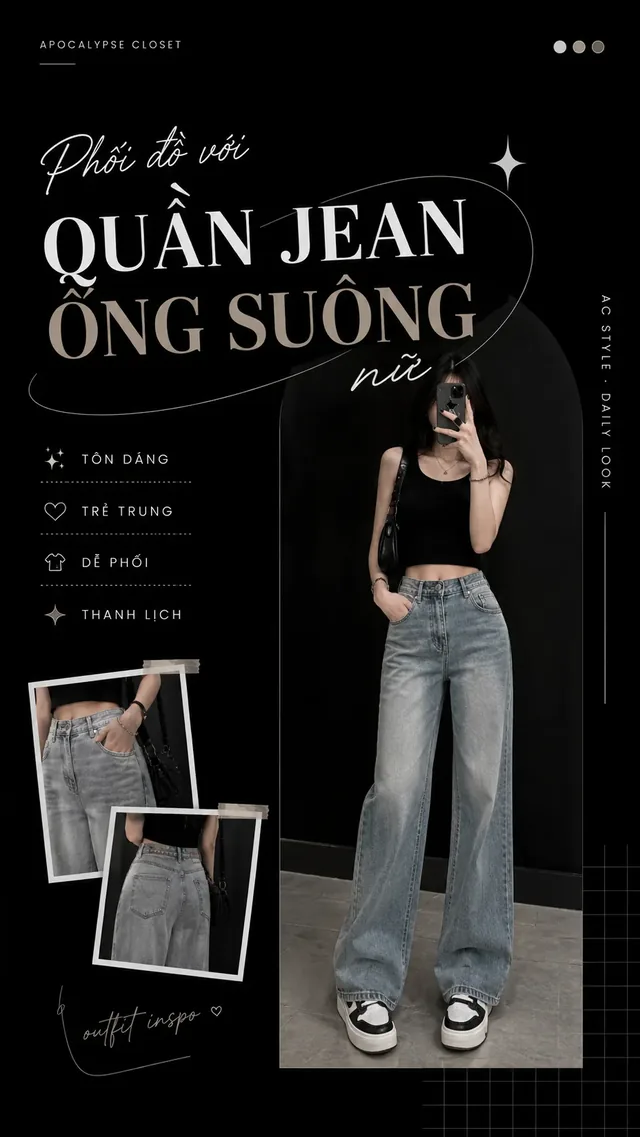 APOCALYPSE CLOSET
Phối đồ với
QUẦN JEAN
ỐNG SUÔNG
nữ
AC STYLE · DAILY LOOK
TÔN DÁNG
TRẺ TRUNG
DỄ PHỐI
THANH LỊCH
outfit inspo